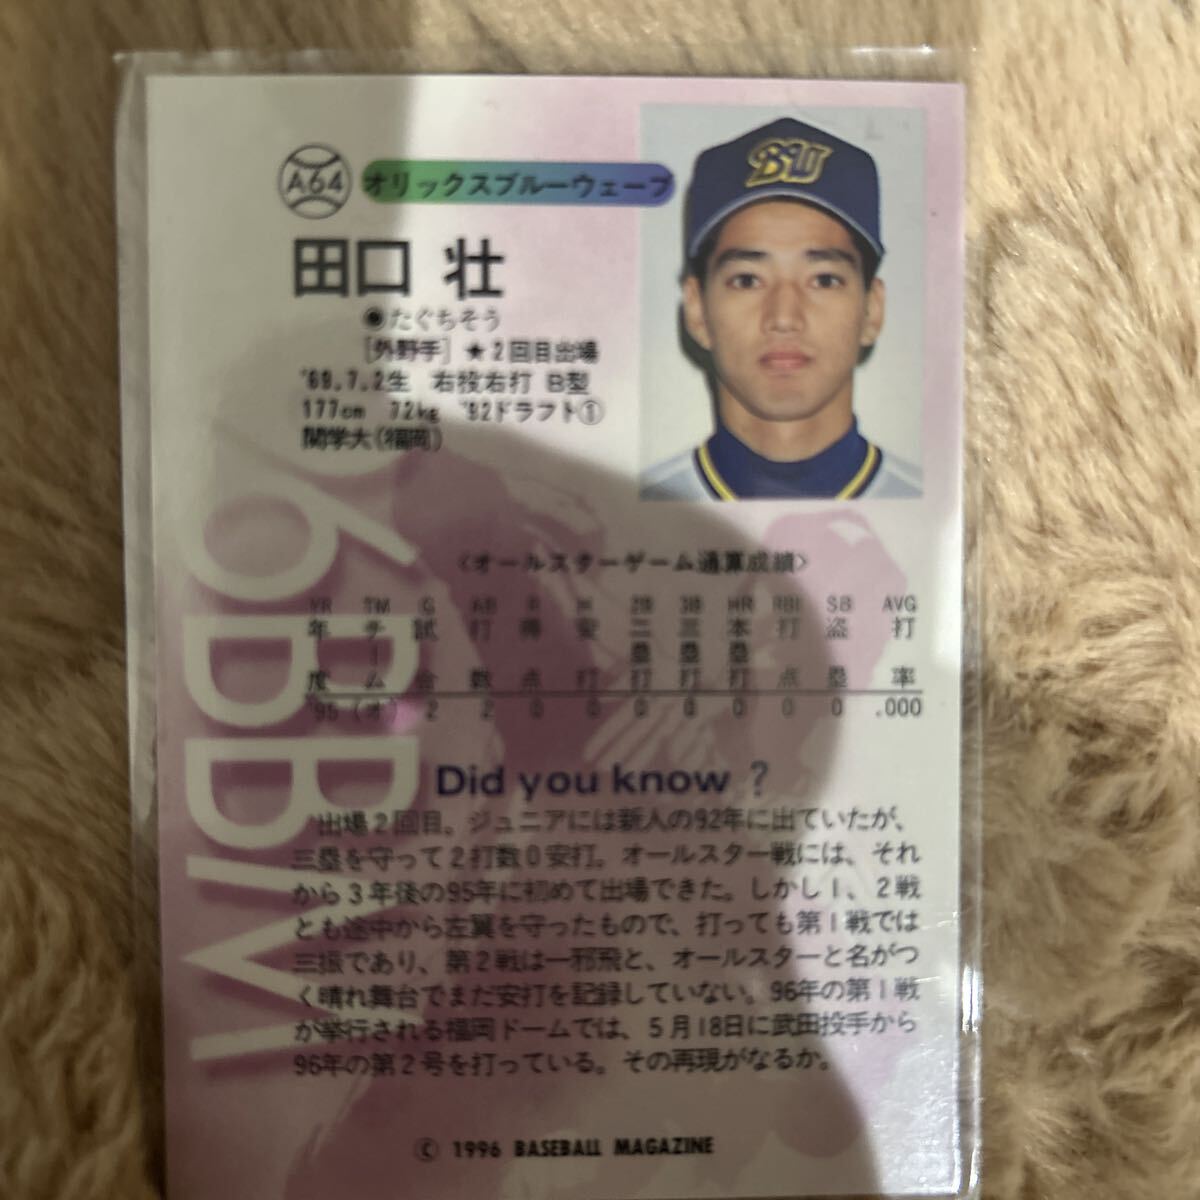 A64 オリックスブルーウェーブ
BW
田口 壮
●たぐちそう
[外野手] ★2回目出場
'69.7.2生 右投右打 B型
177cm 72kg '92ドラフト①
関学大(福岡)
'96BBM
〈オールスターゲーム通算成績〉
YR TM G AB R H 2B 3B HR RBI SB AVG
年度 チーム 試合 打数 得点 安打 二塁打 三塁打 本塁打 打点 盗塁 打率
'95 (オ) 2 2 0 0 0 0 0 0 0 .000
Did you know ?
出場2回目。ジュニアには新人の92年に出ていたが、
三塁を守って2打数0安打。オールスター戦には、それ
から3年後の95年に初めて出場できた。しかし1、2戦
とも途中から左翼を守ったもので、打っても第1戦では
三振であり、第2戦は一邪飛と、オールスターと名がつ
く晴れ舞台でまだ安打を記録していない。96年の第1戦
が挙行される福岡ドームでは、5月18日に武田投手から
96年の第2号を打っている。その再現がなるか。
© 1996 BASEBALL MAGAZINE